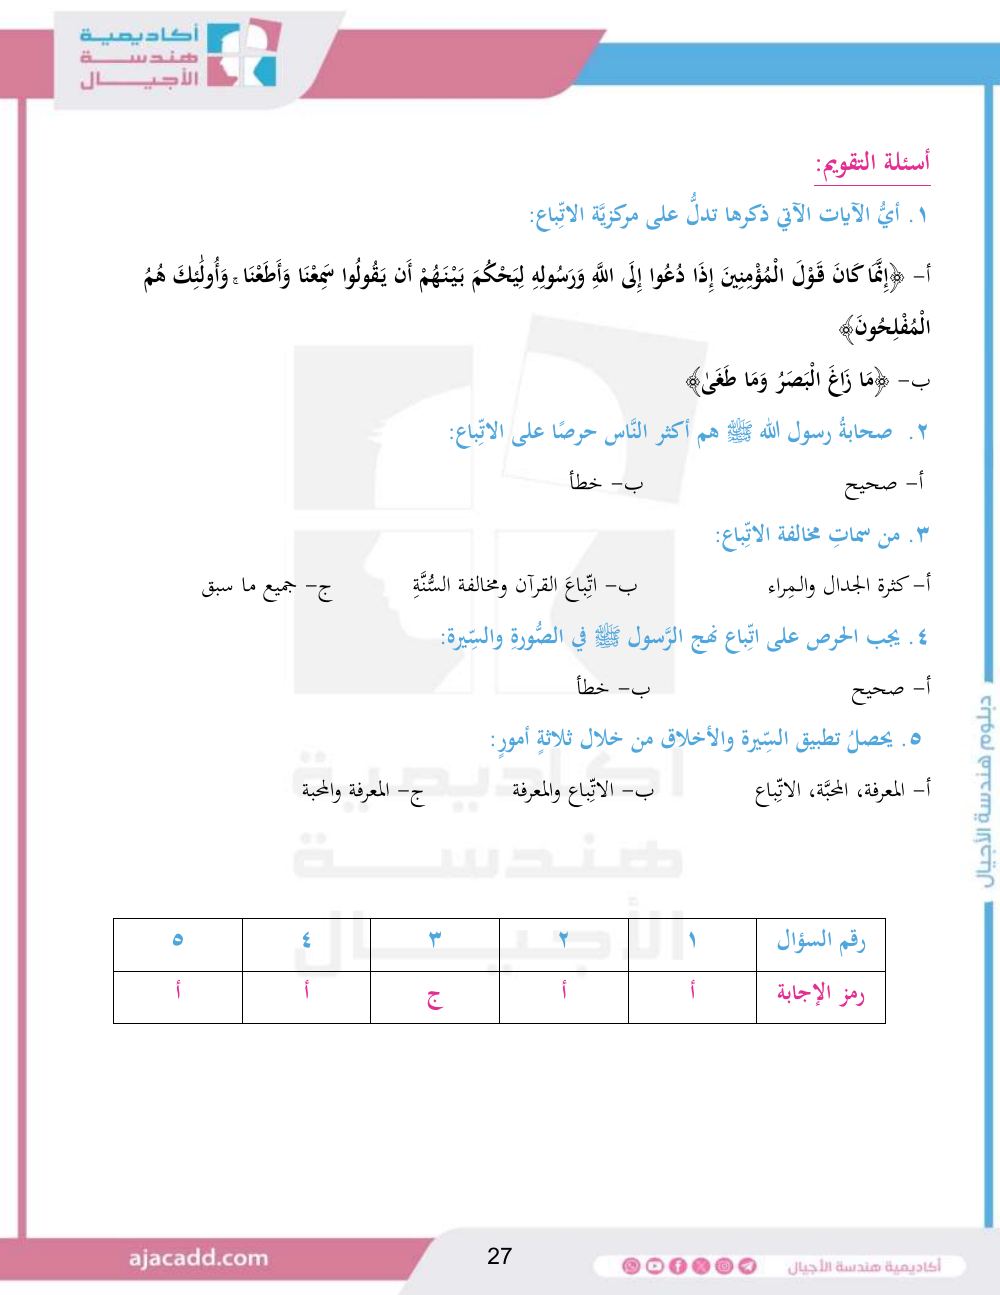 أكاديمية
هندسة
الأجيال
أسئلة التقويم:
١. أيُّ الآيات الآتي ذكرها تدلُّ على مركزيَّة الاتِّباع:
أ- ﴿إِنَّمَا كَانَ قَوْلَ الْمُؤْمِنِينَ إِذَا دُعُوا إِلَى اللَّهِ وَرَسُولِهِ لِيَحْكُمَ بَيْنَهُمْ أَن يَقُولُوا سَمِعْنَا وَأَطَعْنَا ۚ وَأُولَٰئِكَ هُمُ
الْمُفْلِحُونَ﴾
ب- ﴿مَا زَاغَ الْبَصَرُ وَمَا طَغَىٰ﴾
٢. صحابةُ رسول الله ﷺ هم أكثر النَّاس حرصًا على الاتِّباع:
أ- صحيح ب- خطأ
٣. من سماتِ مخالفة الاتِّباع:
أ- كثرة الجدال والمِراء ب- اتِّباعَ القرآن ومخالفة السُّنَّةِ ج- جميع ما سبق
٤. يجب الحرص على اتِّباع نهج الرَّسول ﷺ في الصُّورةِ والسِّيرة:
أ- صحيح ب- خطأ
٥. يحصلُ تطبيق السِّيرة والأخلاق من خلال ثلاثةِ أمورٍ:
أ- المعرفة، المحبَّة، الاتِّباع ب- الاتِّباع والمعرفة ج- المعرفة والمحبة
أكاديمية
هندسة
الأجيال
رقم السؤال ١ ٢ ٣ ٤ ٥
رمز الإجابة أ أ ج أ أ
دبلوم هندسة الأجيال
ajacadd.com
27
أكاديمية هندسة الأجيال